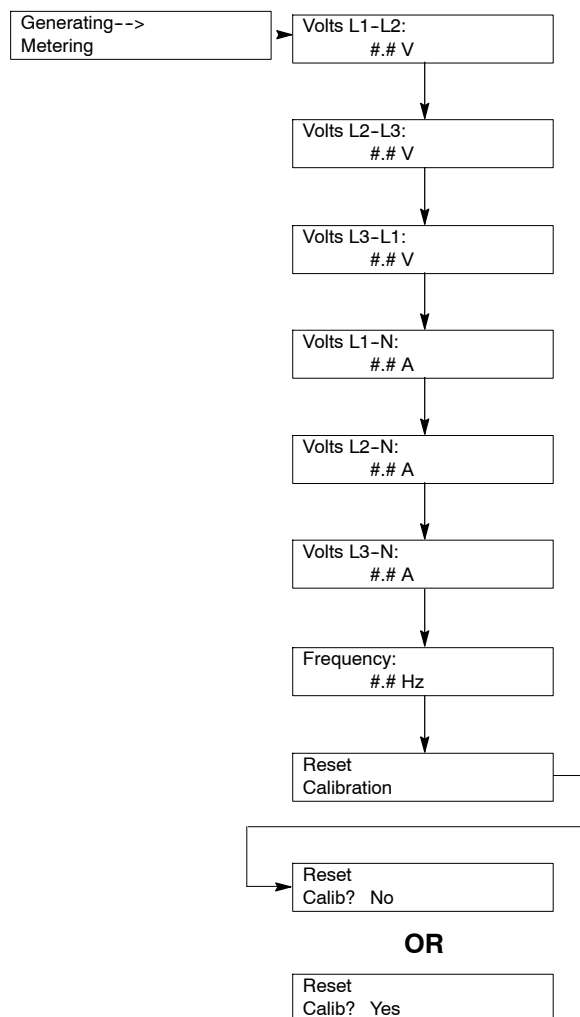 Generating-->
Metering
Volts L1-L2:
#.# V
Volts L2-L3:
#.# V
Volts L3-L1:
#.# V
Volts L1-N:
#.# A
Volts L2-N:
#.# A
Volts L3-N:
#.# A
Frequency:
#.# Hz
Reset
Calibration
Reset
Calib? No
OR
Reset
Calib? Yes